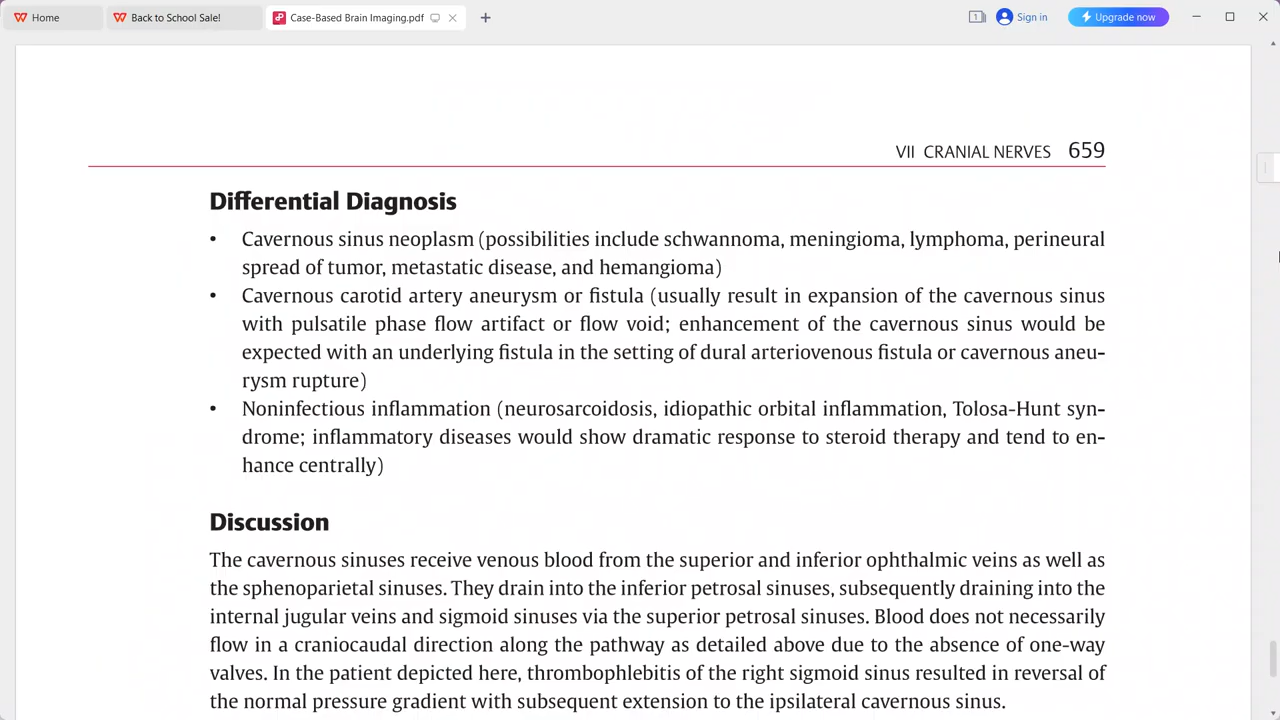 Home
Back to School Sale!
Case-Based Brain Imaging.pdf
1
Sign in
Upgrade now
VII CRANIAL NERVES 659
Differential Diagnosis
• Cavernous sinus neoplasm (possibilities include schwannoma, meningioma, lymphoma, perineural
spread of tumor, metastatic disease, and hemangioma)
• Cavernous carotid artery aneurysm or fistula (usually result in expansion of the cavernous sinus
with pulsatile phase flow artifact or flow void; enhancement of the cavernous sinus would be
expected with an underlying fistula in the setting of dural arteriovenous fistula or cavernous aneu-
rysm rupture)
• Noninfectious inflammation (neurosarcoidosis, idiopathic orbital inflammation, Tolosa-Hunt syn-
drome; inflammatory diseases would show dramatic response to steroid therapy and tend to en-
hance centrally)
Discussion
The cavernous sinuses receive venous blood from the superior and inferior ophthalmic veins as well as
the sphenoparietal sinuses. They drain into the inferior petrosal sinuses, subsequently draining into the
internal jugular veins and sigmoid sinuses via the superior petrosal sinuses. Blood does not necessarily
flow in a craniocaudal direction along the pathway as detailed above due to the absence of one-way
valves. In the patient depicted here, thrombophlebitis of the right sigmoid sinus resulted in reversal of
the normal pressure gradient with subsequent extension to the ipsilateral cavernous sinus.